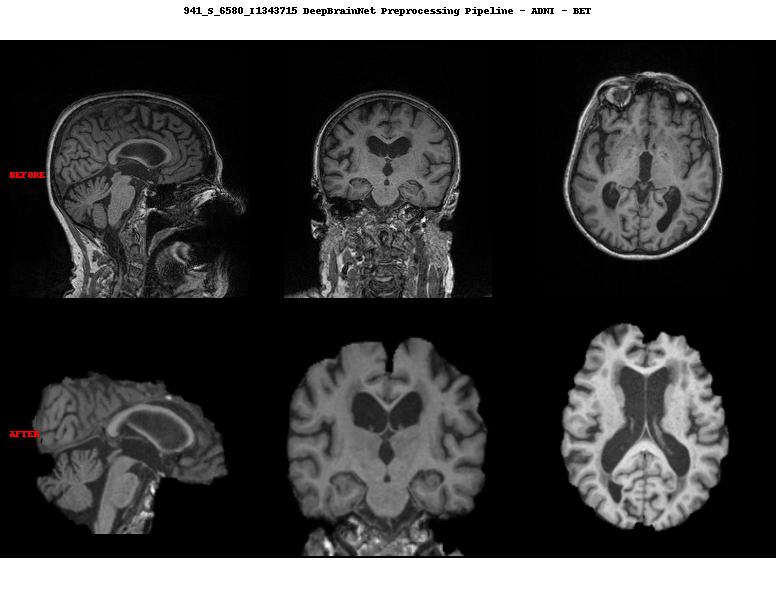 941_S_6580_I1343715 DeepBrainNet Preprocessing Pipeline - ADNI - BET
BEFORE
AFTER